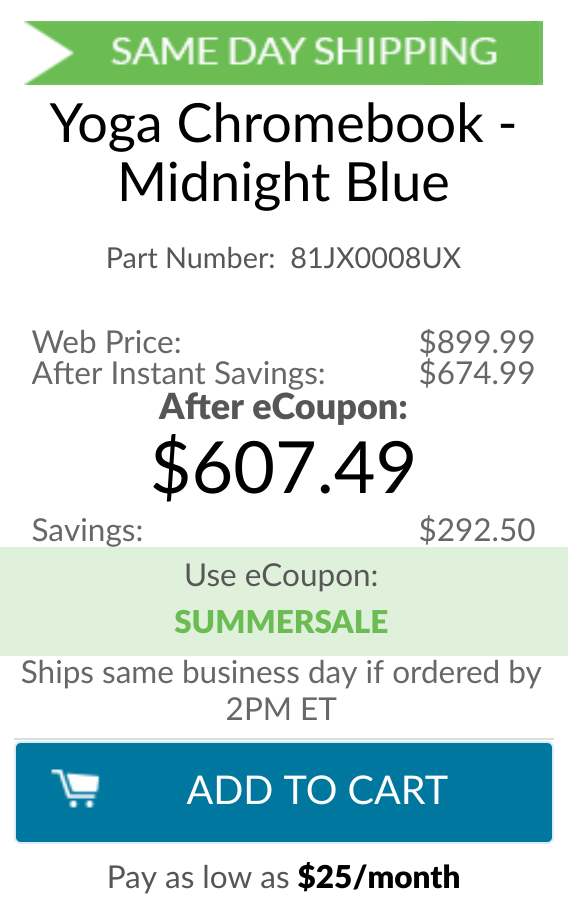 SAME DAY SHIPPING
Yoga Chromebook -
Midnight Blue
Part Number: 81JX0008UX
Web Price: $899.99
After Instant Savings: $674.99
After eCoupon:
$607.49
Savings: $292.50
Use eCoupon:
SUMMERSALE
Ships same business day if ordered by
2PM ET
ADD TO CART
Pay as low as $25/month